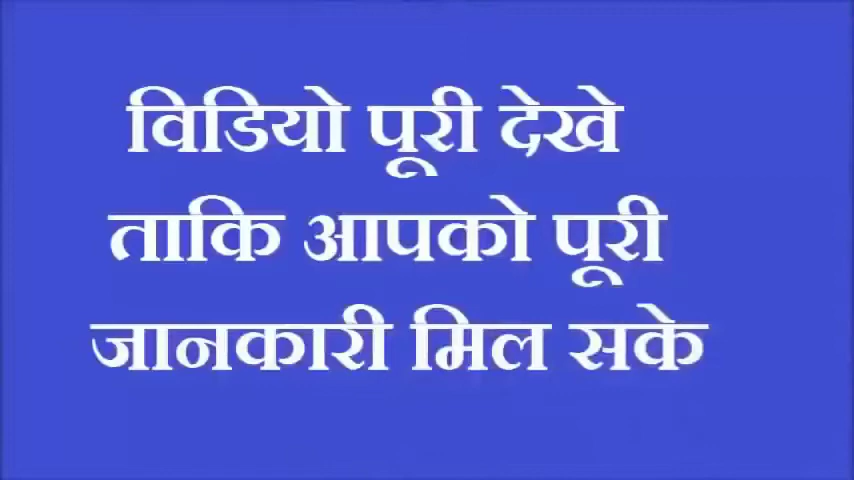 विडियो पूरी देखे
ताकि आपको पूरी
जानकारी मिल सके